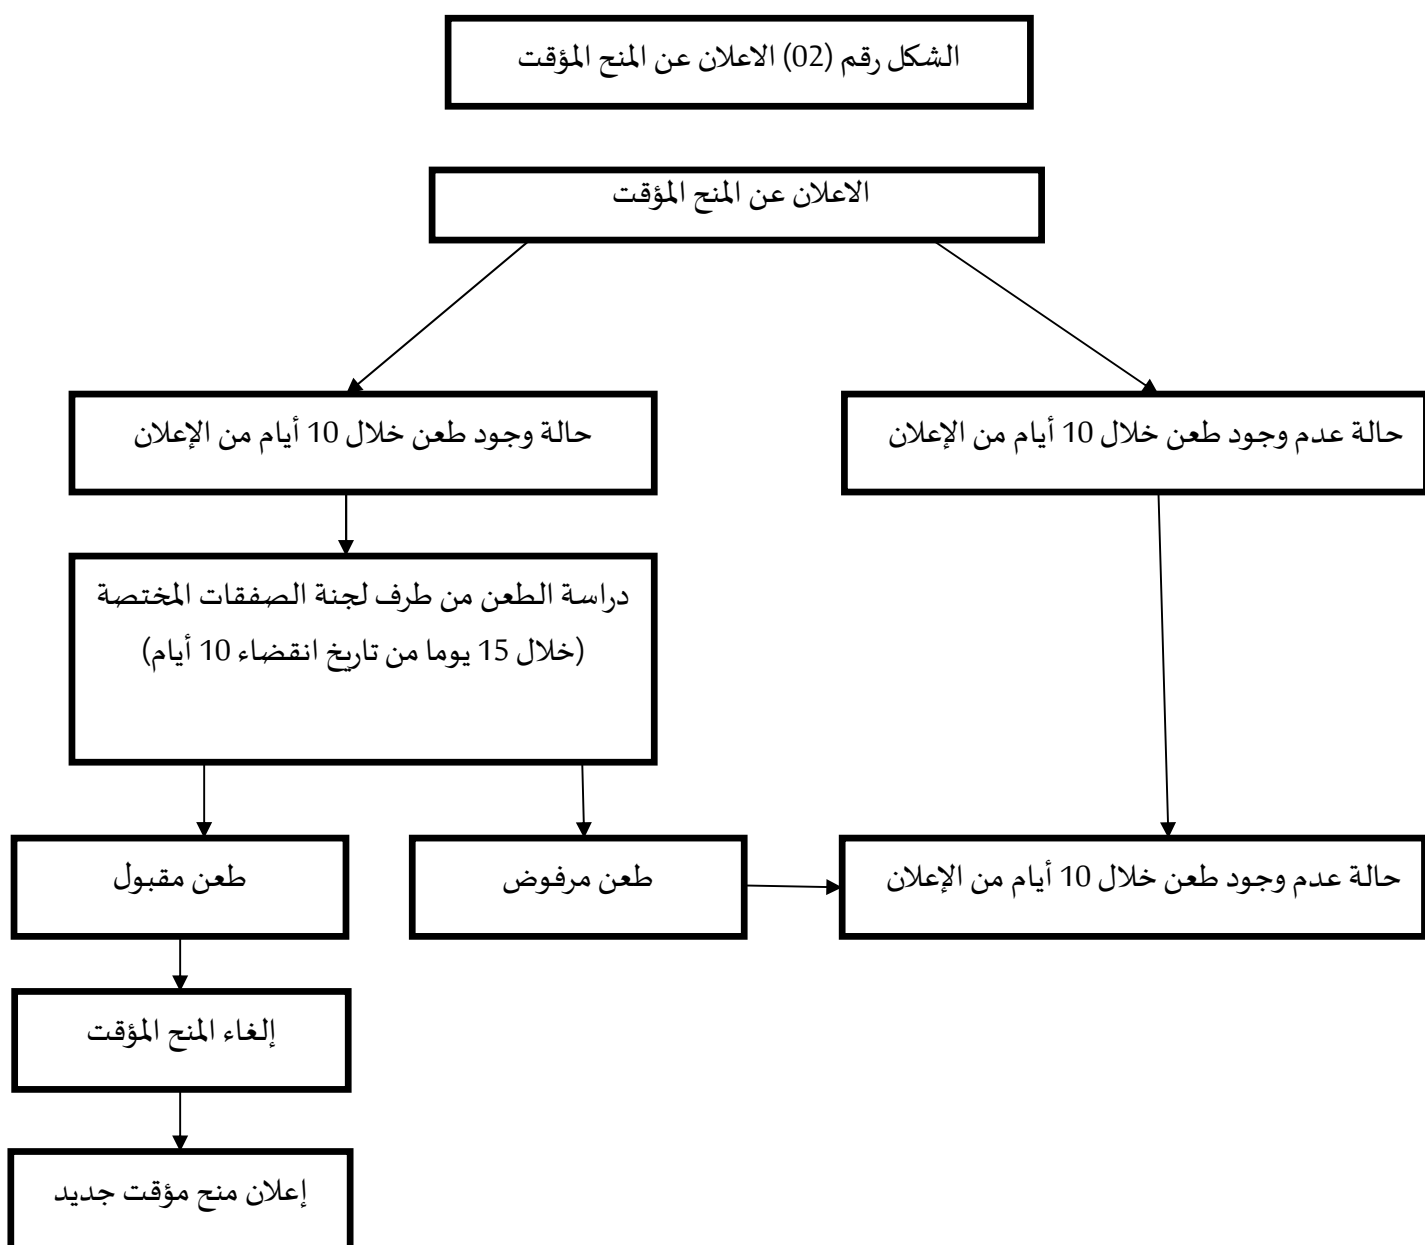 الشكل رقم (02) الاعلان عن المنح المؤقت
الاعلان عن المنح المؤقت
حالة عدم وجود طعن خلال 10 أيام من الإعلان
حالة وجود طعن خلال 10 أيام من الإعلان
دراسة الطعن من طرف لجنة الصفقات المختصة
(خلال 15 يوما من تاريخ انقضاء 10 أيام)
حالة عدم وجود طعن خلال 10 أيام من الإعلان
طعن مرفوض
طعن مقبول
إلغاء المنح المؤقت
إعلان منح مؤقت جديد